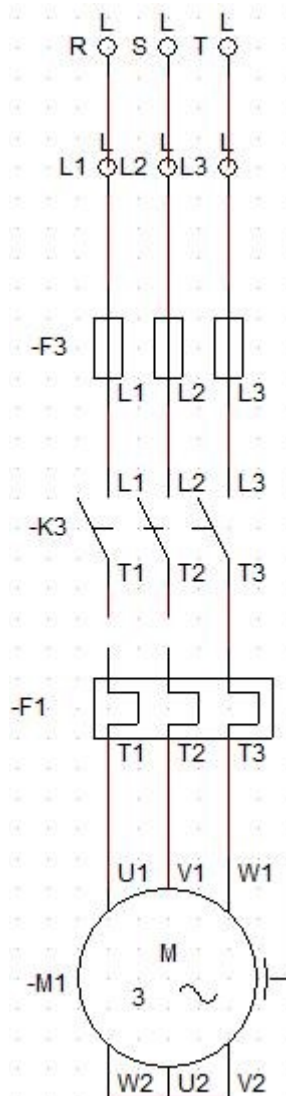 L L L
R S T
L L L
L1 L2 L3
-F3
L1 L2 L3
L1 L2 L3
-K3
T1 T2 T3
-F1
T1 T2 T3
U1 V1 W1
M
-M1
3
W2 U2 V2